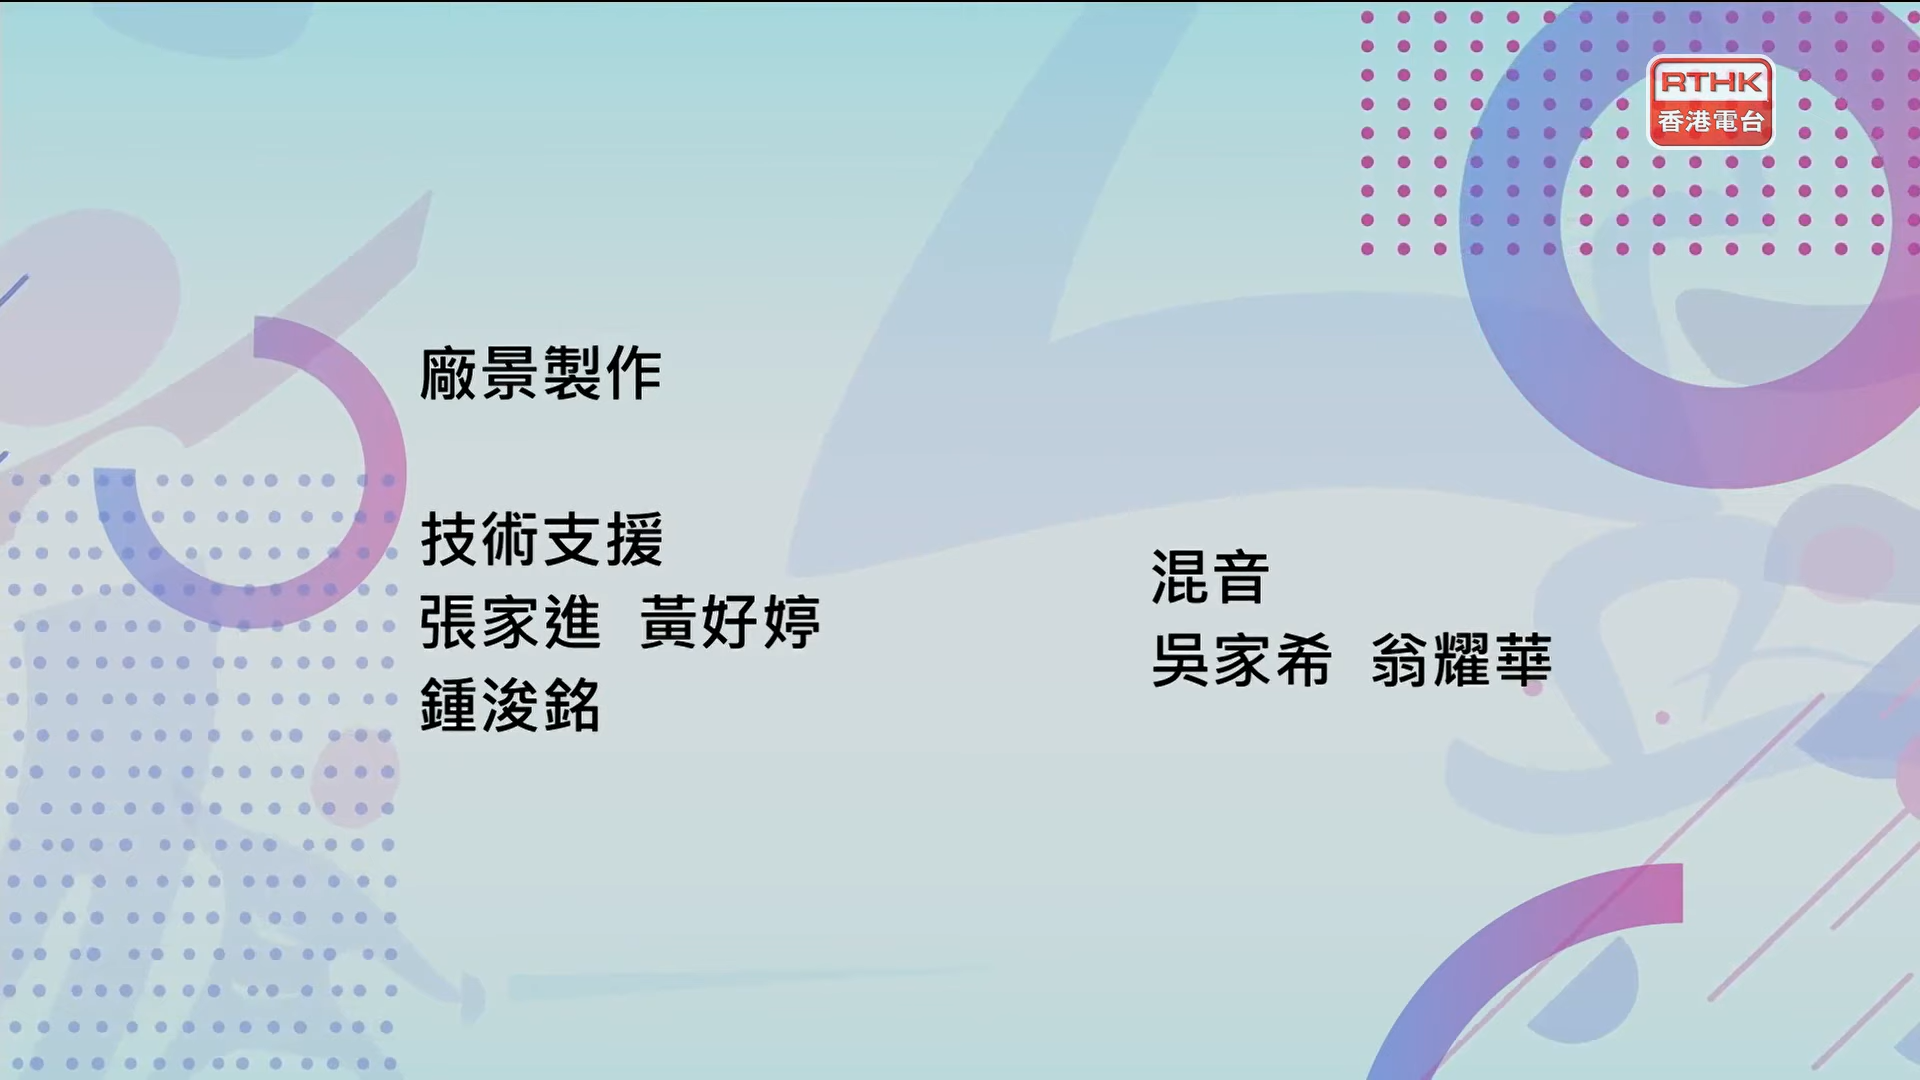 RTHK
香港電台
廠景製作
技術支援
張家進 黃好婷
鍾浚銘
混音
吳家希 翁耀華